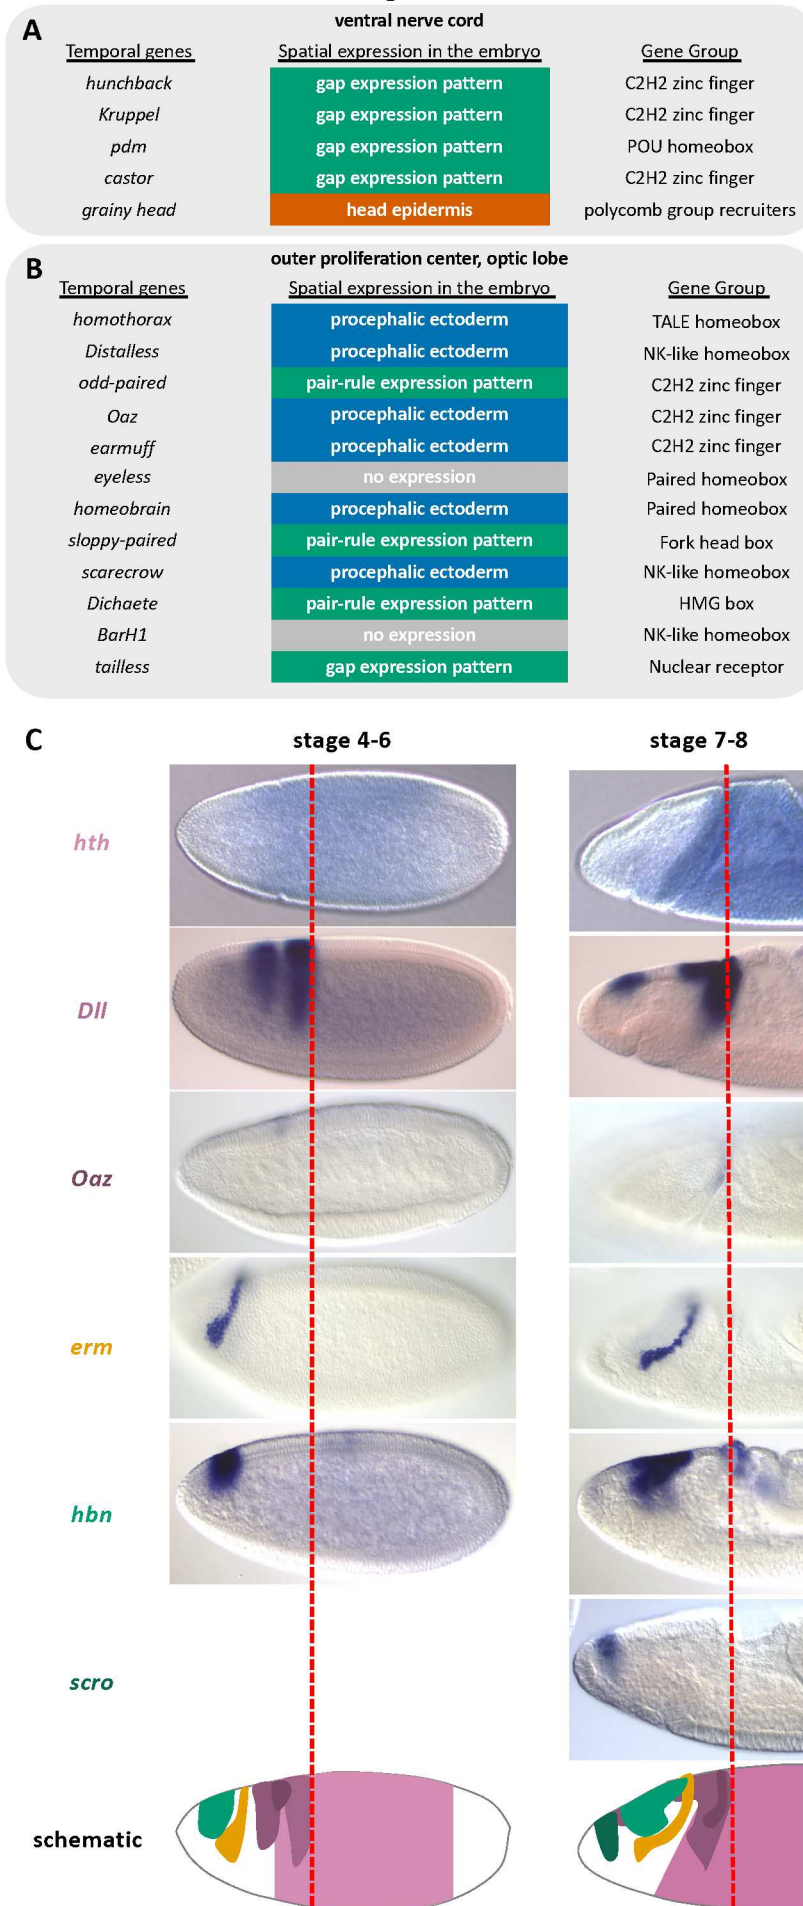 A
ventral nerve cord
Temporal genes Spatial expression in the embryo Gene Group
hunchback gap expression pattern C2H2 zinc finger
Kruppel gap expression pattern C2H2 zinc finger
pdm gap expression pattern POU homeobox
castor gap expression pattern C2H2 zinc finger
grainy head head epidermis polycomb group recruiters
B
outer proliferation center, optic lobe
Temporal genes Spatial expression in the embryo Gene Group
homothorax procephalic ectoderm TALE homeobox
Distalless procephalic ectoderm NK-like homeobox
odd-paired pair-rule expression pattern C2H2 zinc finger
Oaz procephalic ectoderm C2H2 zinc finger
earmuff procephalic ectoderm C2H2 zinc finger
eyeless no expression Paired homeobox
homeobrain procephalic ectoderm Paired homeobox
sloppy-paired pair-rule expression pattern Fork head box
scarecrow procephalic ectoderm NK-like homeobox
Dichaete pair-rule expression pattern HMG box
BarH1 no expression NK-like homeobox
tailless gap expression pattern Nuclear receptor
C
stage 4-6 stage 7-8
hth
Dll
Oaz
erm
hbn
scro
schematic